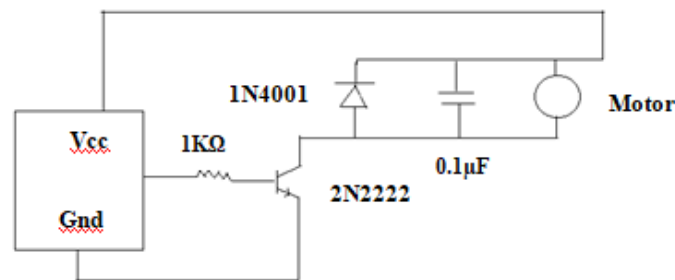 1N4001
Motor
Vcc
1KΩ
0.1µF
2N2222
Gnd